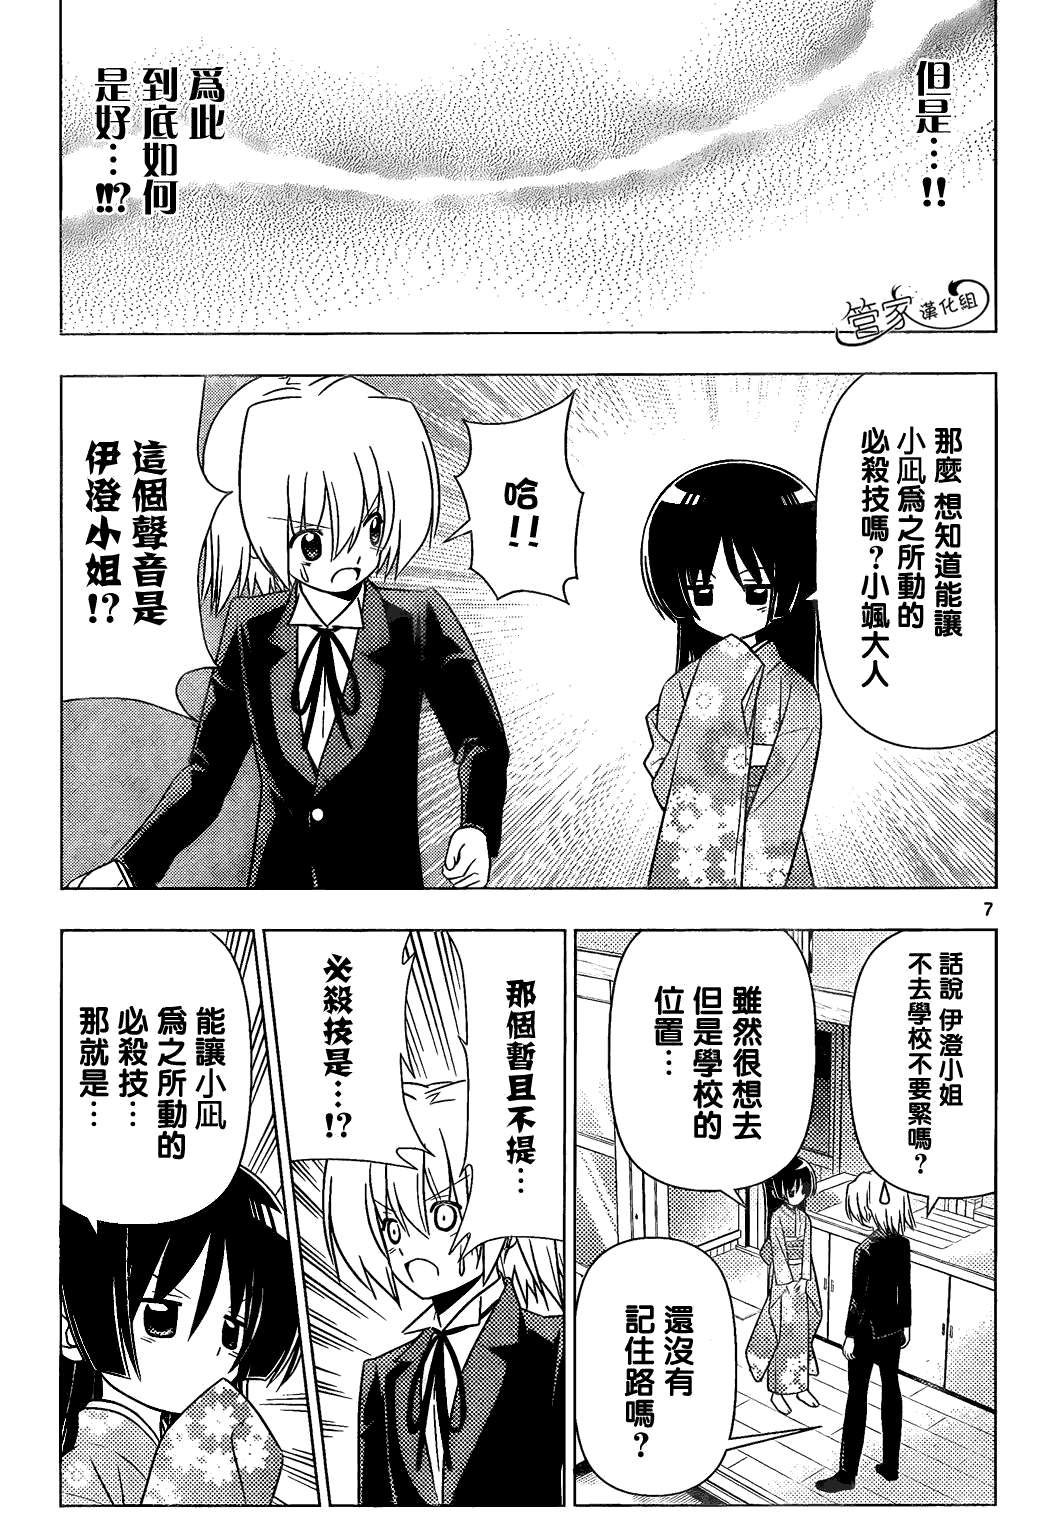 但是…!!
爲此
到底如何
是好…!!?
管家漢化組
那麼 想知道能讓
小凪爲之所動的
必殺技嗎？小颯大人
哈!!
這個聲音是
伊澄小姐!?
7
話說 伊澄小姐
不去學校不要緊嗎？
雖然很想去
但是學校的
位置…
還沒有
記住路嗎？
那個暫且不提…
必殺技是…!?
能讓小凪
爲之所動的
必殺技…
那就是…